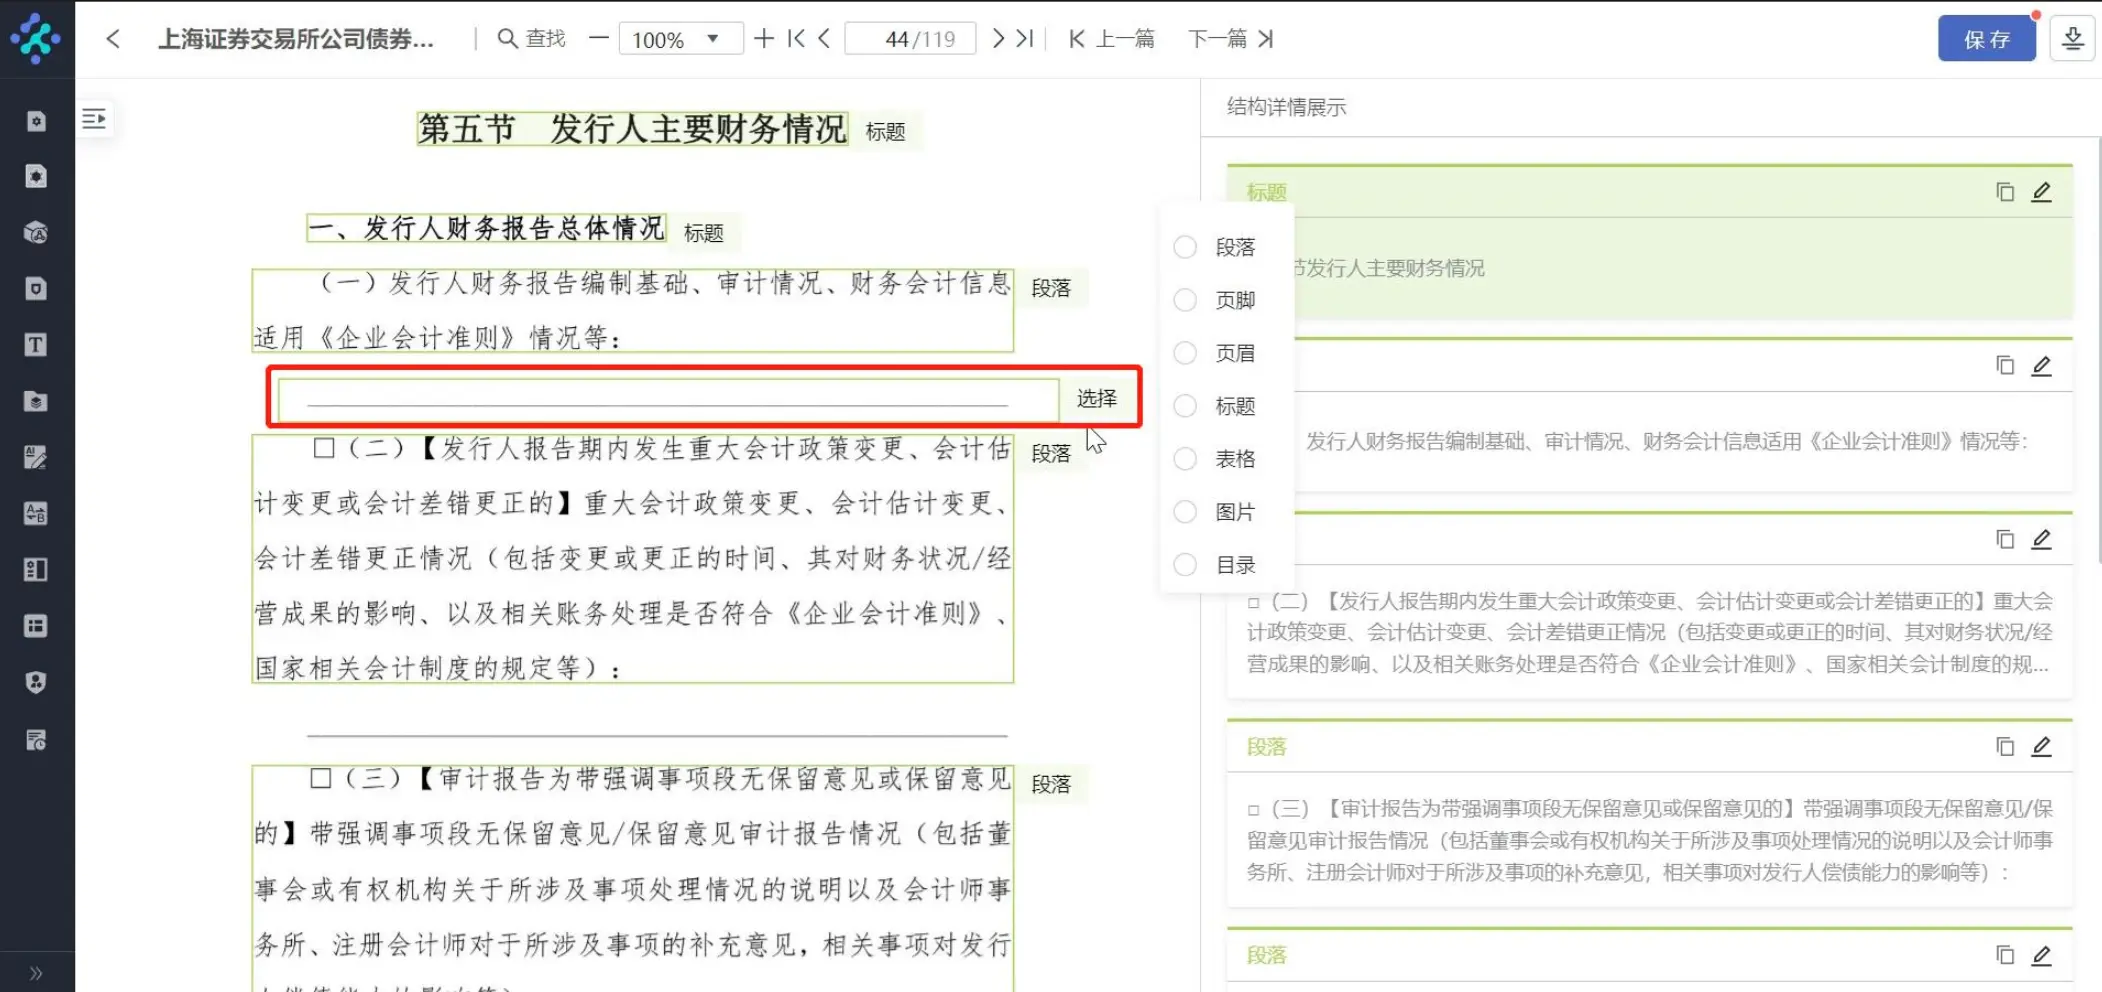 上海证券交易所公司债券...
查找
100%
44/119
上一篇
下一篇
保存
第五节 发行人主要财务情况
标题
一、发行人财务报告总体情况
标题
（一）发行人财务报告编制基础、审计情况、财务会计信息
适用《企业会计准则》情况等：
段落
选择
□（二）【发行人报告期内发生重大会计政策变更、会计估
计变更或会计差错更正的】重大会计政策变更、会计估计变更、
会计差错更正情况（包括变更或更正的时间、其对财务状况/经
营成果的影响、以及相关账务处理是否符合《企业会计准则》、
国家相关会计制度的规定等）：
段落
□（三）【审计报告为带强调事项段无保留意见或保留意见
的】带强调事项段无保留意见/保留意见审计报告情况（包括董
事会或有权机构关于所涉及事项处理情况的说明以及会计师事
务所、注册会计师对于所涉及事项的补充意见，相关事项对发行
段落
段落
页脚
页眉
标题
表格
图片
目录
结构详情展示
标题
节发行人主要财务情况
发行人财务报告编制基础、审计情况、财务会计信息适用《企业会计准则》情况等：
□（二）【发行人报告期内发生重大会计政策变更、会计估计变更或会计差错更正的】重大会
计政策变更、会计估计变更、会计差错更正情况（包括变更或更正的时间、其对财务状况/经
营成果的影响、以及相关账务处理是否符合《企业会计准则》、国家相关会计制度的规...
段落
□（三）【审计报告为带强调事项段无保留意见或保留意见的】带强调事项段无保留意见/保
留意见审计报告情况（包括董事会或有权机构关于所涉及事项处理情况的说明以及会计师事
务所、注册会计师对于所涉及事项的补充意见，相关事项对发行人偿债能力的影响等）：
段落